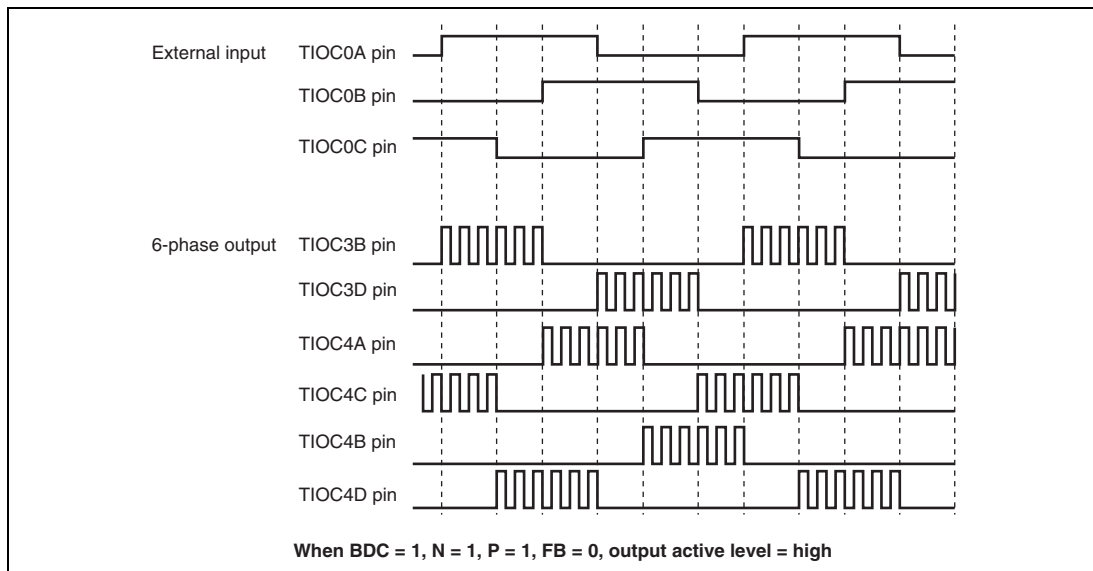 External input TIOC0A pin
TIOC0B pin
TIOC0C pin
6-phase output TIOC3B pin
TIOC3D pin
TIOC4A pin
TIOC4C pin
TIOC4B pin
TIOC4D pin
When BDC = 1, N = 1, P = 1, FB = 0, output active level = high